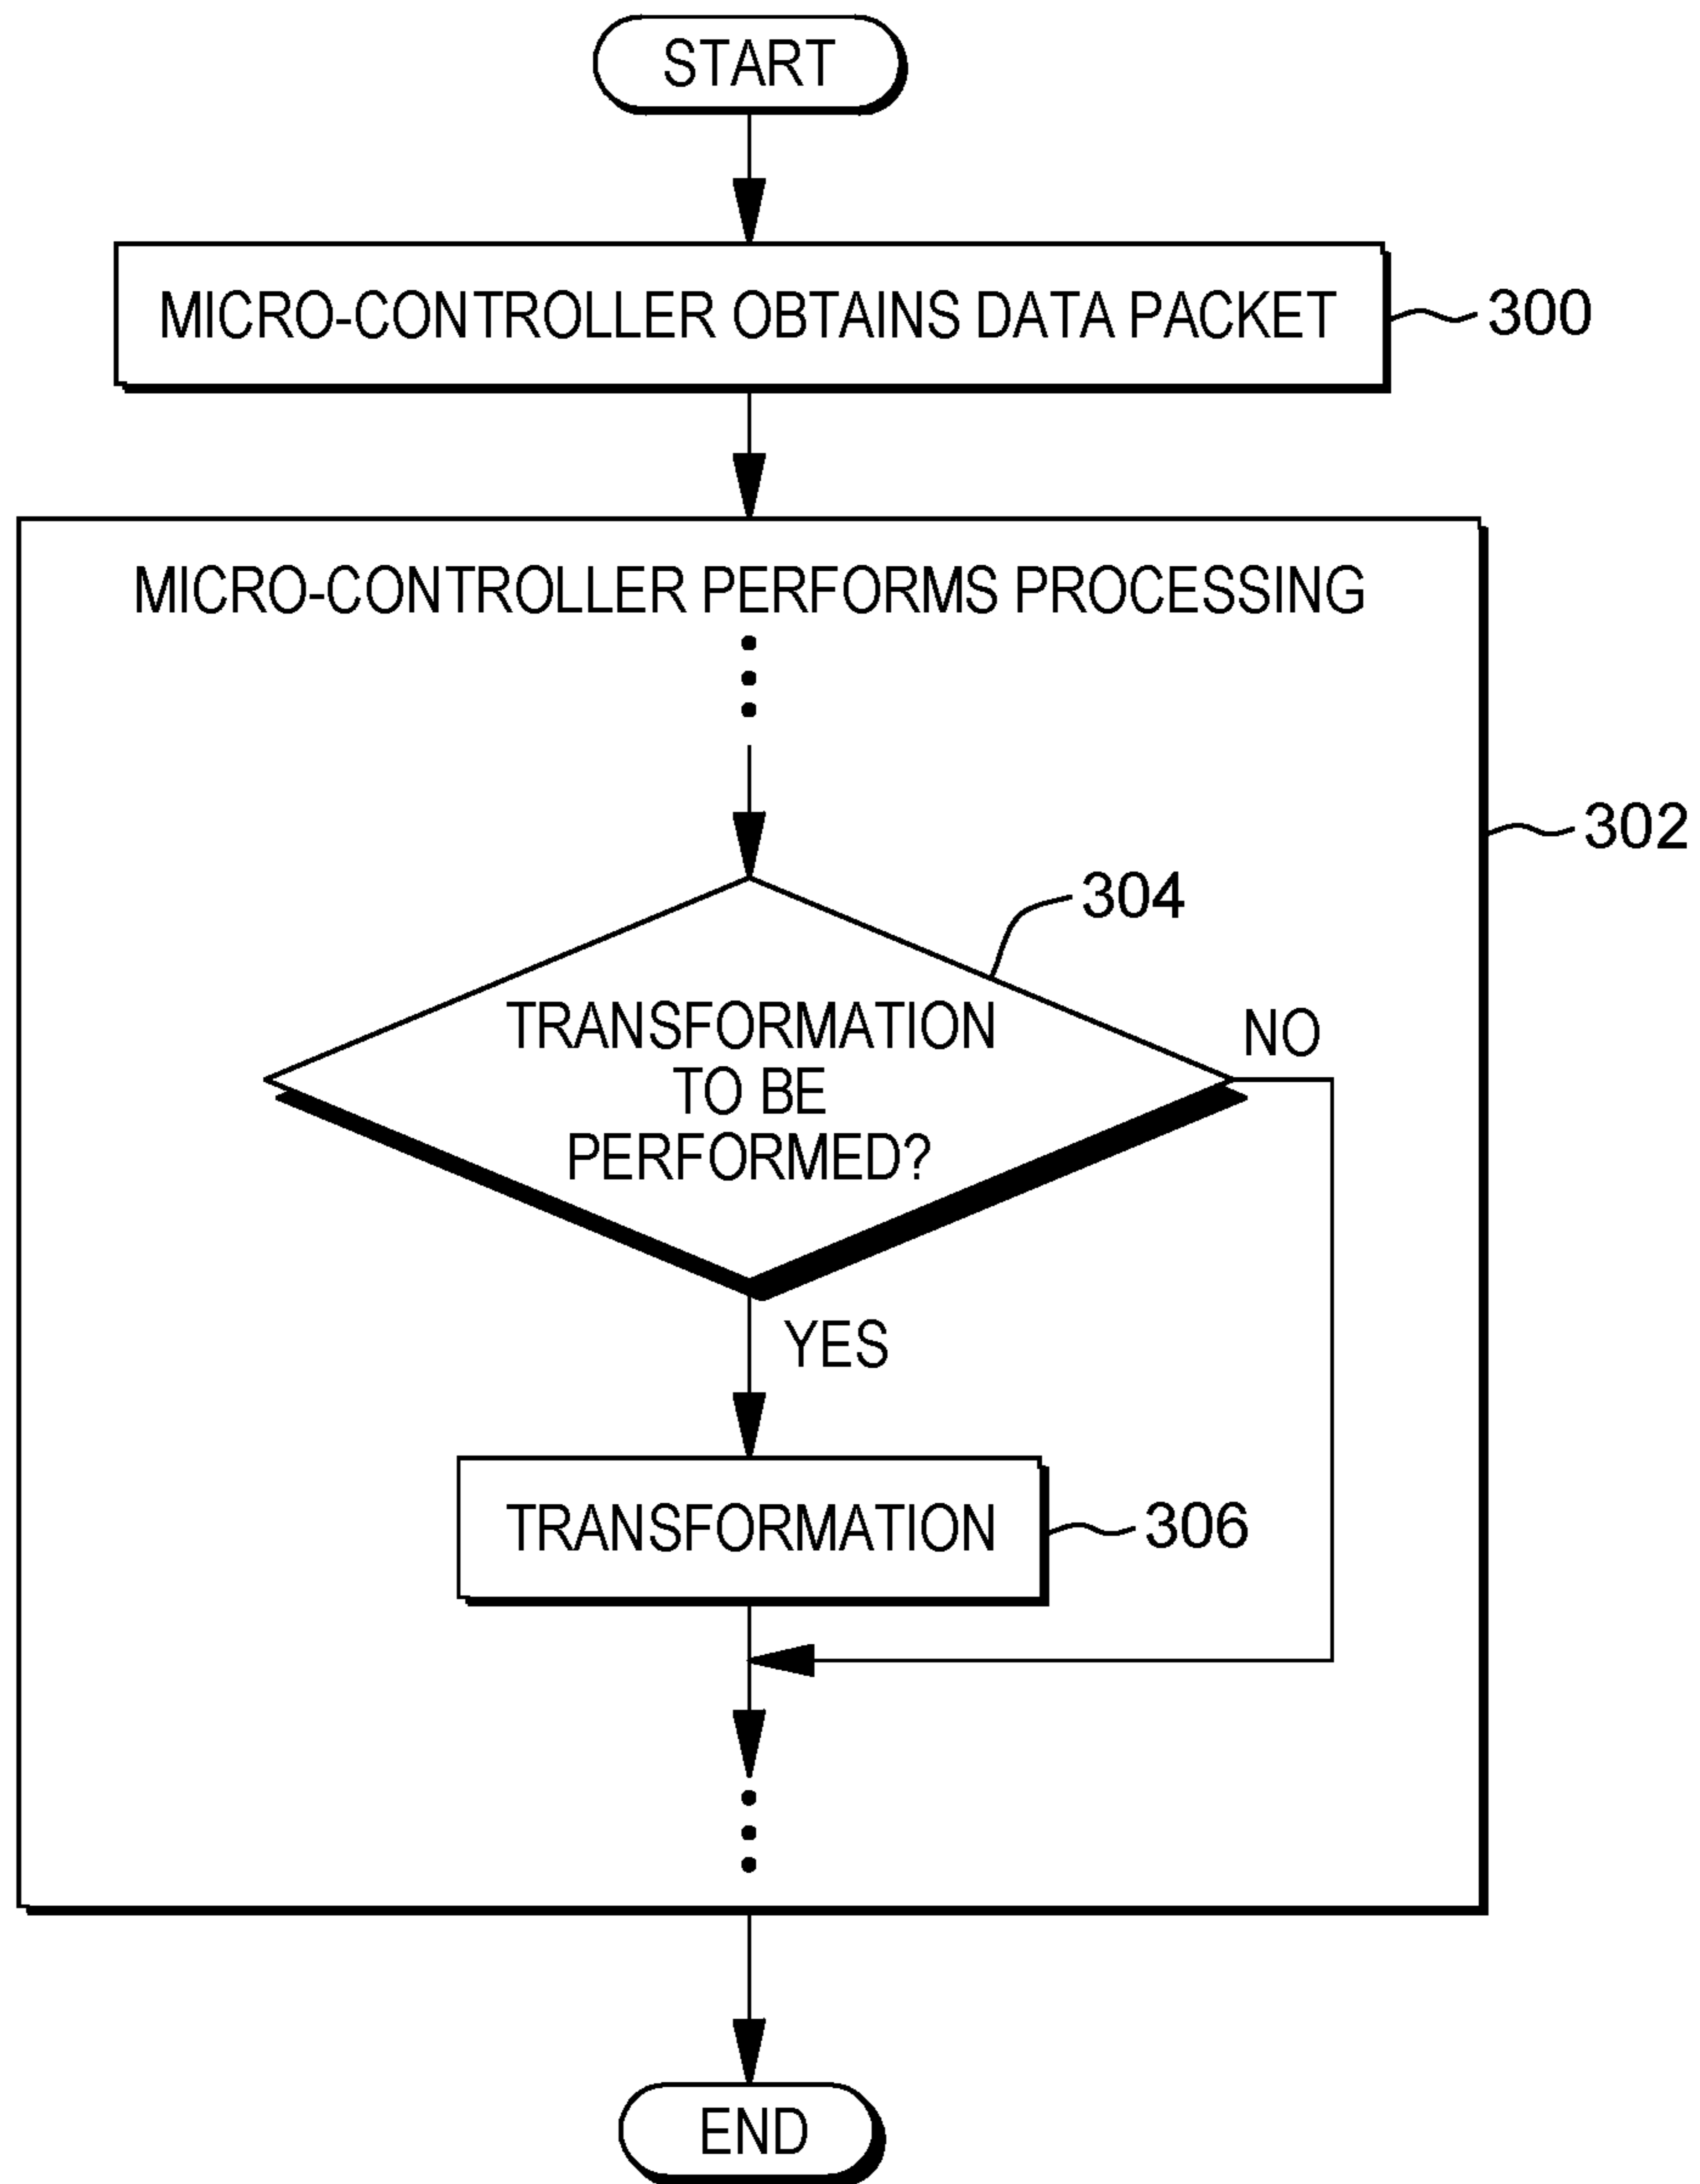 START
MICRO-CONTROLLER OBTAINS DATA PACKET
300
MICRO-CONTROLLER PERFORMS PROCESSING
302
304
TRANSFORMATION
TO BE
PERFORMED?
NO
YES
TRANSFORMATION
306
END